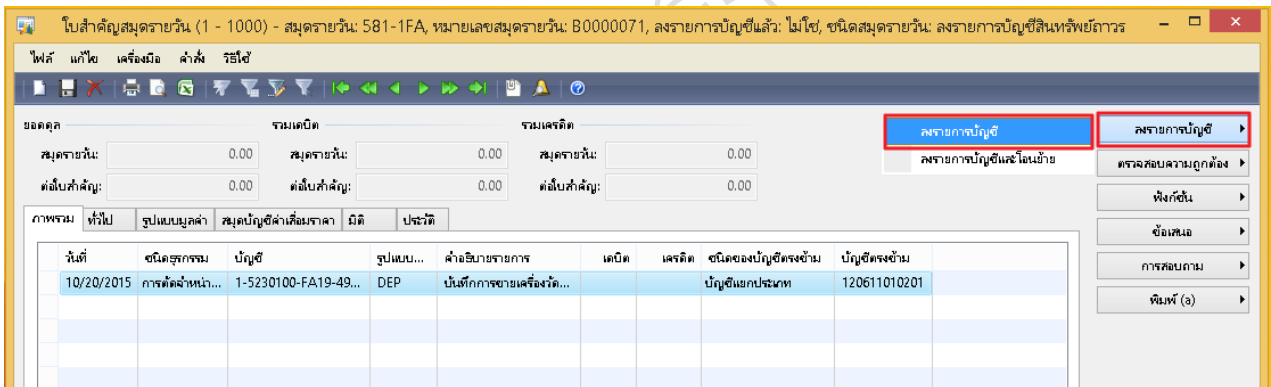 ใบสำคัญสมุดรายวัน (1 - 1000) - สมุดรายวัน: 581-1FA, หมายเลขสมุดรายวัน: B0000071, ลงรายการบัญชีแล้ว: ไม่ใช่, ชนิดสมุดรายวัน: ลงรายการบัญชีสินทรัพย์ถาวร
ไฟล์ แก้ไข เครื่องมือ คำสั่ง วิธีใช้
ยอดดุล รวมเดบิต รวมเครดิต
สมุดรายวัน: 0.00 สมุดรายวัน: 0.00 สมุดรายวัน: 0.00
ต่อใบสำคัญ: 0.00 ต่อใบสำคัญ: 0.00 ต่อใบสำคัญ: 0.00
ลงรายการบัญชี
ลงรายการบัญชีและโอนย้าย
ลงรายการบัญชี
ตรวจสอบความถูกต้อง
ฟังก์ชัน
ข้อเสนอ
การสอบถาม
พิมพ์ (a)
ภาพรวม ทั่วไป รูปแบบมูลค่า สมุดบัญชีค่าเสื่อมราคา มิติ ประวัติ
วันที่ ชนิดธุรกรรม บัญชี รูปแบบ... คำอธิบายรายการ เดบิต เครดิต ชนิดของบัญชีตรงข้าม บัญชีตรงข้าม
10/20/2015 การตัดจำหน่า... 1-5230100-FA19-49... DEP บันทึกการขายเครื่องวัด... บัญชีแยกประเภท 120611010201